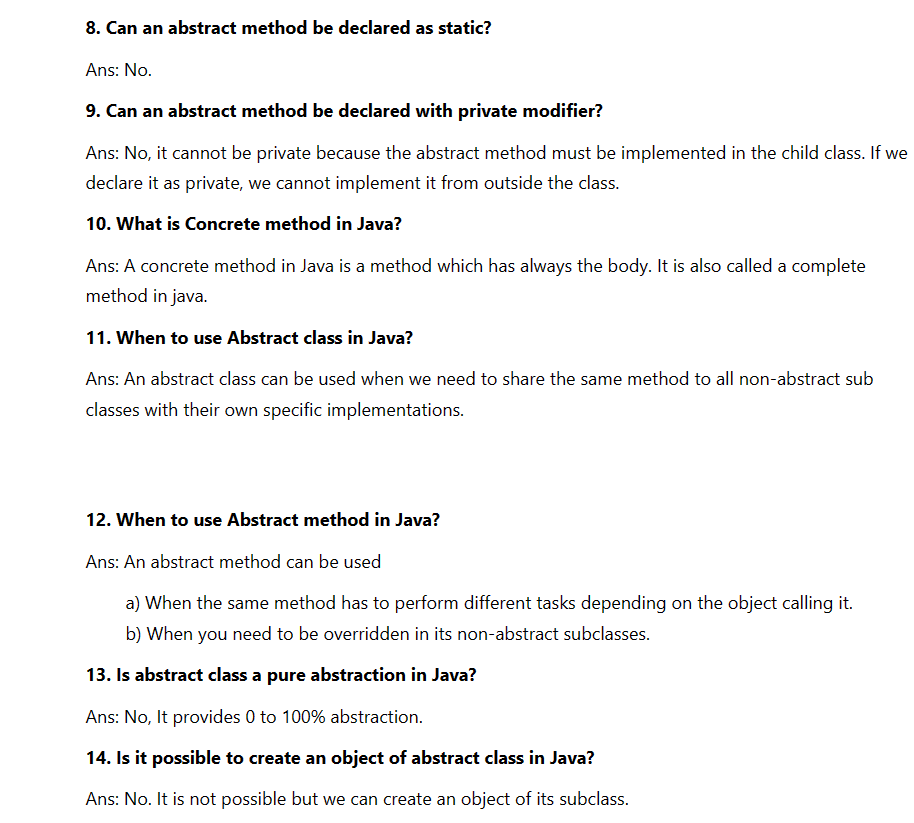 8. Can an abstract method be declared as static?
Ans: No.
9. Can an abstract method be declared with private modifier?
Ans: No, it cannot be private because the abstract method must be implemented in the child class. If we
declare it as private, we cannot implement it from outside the class.
10. What is Concrete method in Java?
Ans: A concrete method in Java is a method which has always the body. It is also called a complete
method in java.
11. When to use Abstract class in Java?
Ans: An abstract class can be used when we need to share the same method to all non-abstract sub
classes with their own specific implementations.
12. When to use Abstract method in Java?
Ans: An abstract method can be used
a) When the same method has to perform different tasks depending on the object calling it.
b) When you need to be overridden in its non-abstract subclasses.
13. Is abstract class a pure abstraction in Java?
Ans: No, It provides 0 to 100% abstraction.
14. Is it possible to create an object of abstract class in Java?
Ans: No. It is not possible but we can create an object of its subclass.